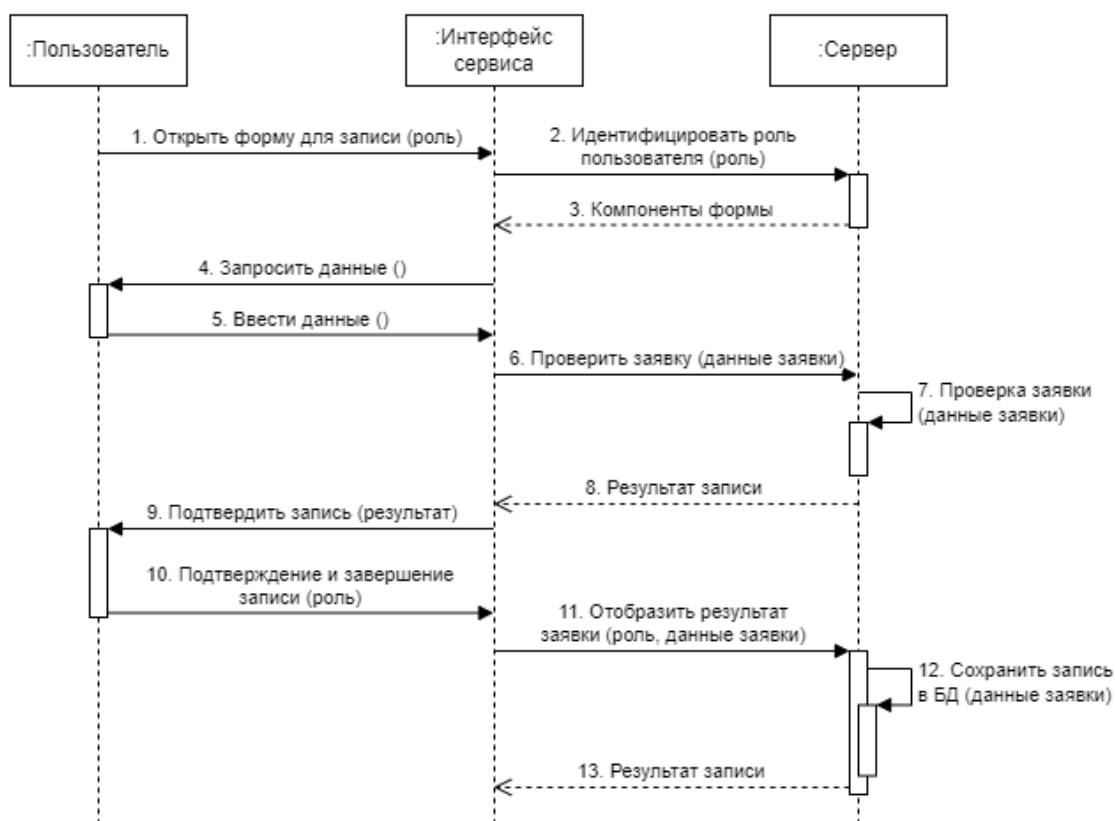 :Пользователь
:Интерфейс
сервиса
:Сервер
1. Открыть форму для записи (роль)
2. Идентифицировать роль
пользователя (роль)
3. Компоненты формы
4. Запросить данные ()
5. Ввести данные ()
6. Проверить заявку (данные заявки)
7. Проверка заявки
(данные заявки)
8. Результат записи
9. Подтвердить запись (результат)
10. Подтверждение и завершение
записи (роль)
11. Отобразить результат
заявки (роль, данные заявки)
12. Сохранить запись
в БД (данные заявки)
13. Результат записи